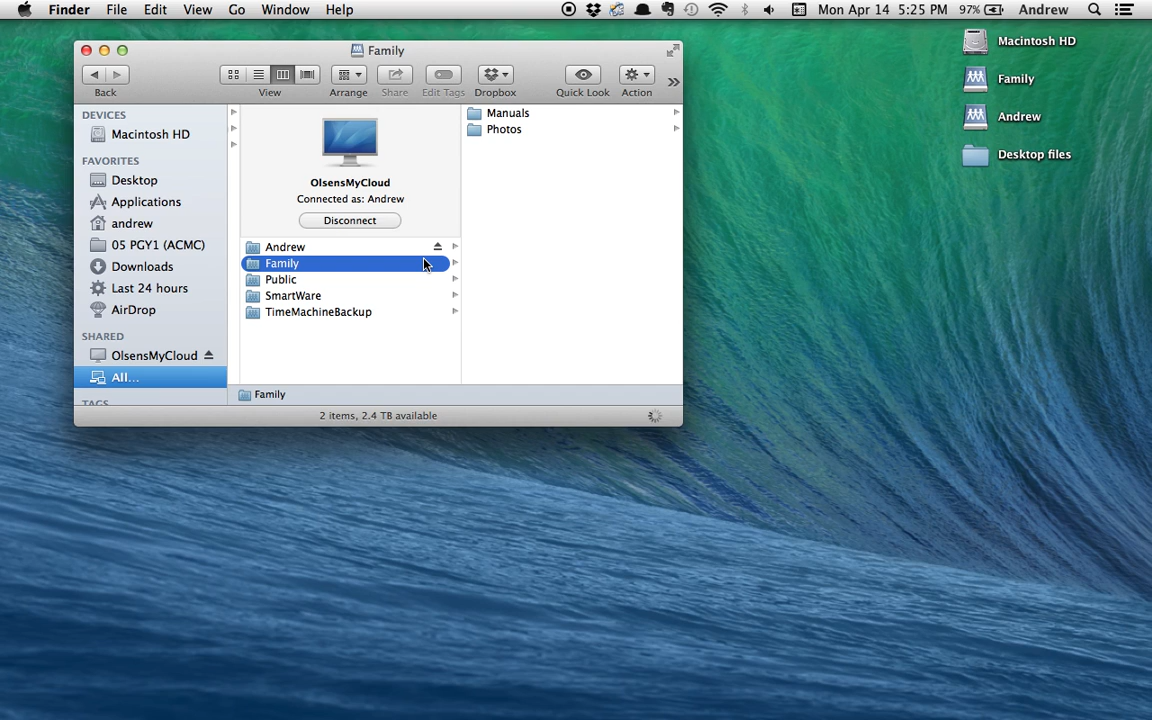 Finder File Edit View Go Window Help Mon Apr 14 5:25 PM 97% Andrew
Family
Back View Arrange Share Edit Tags Dropbox Quick Look Action
DEVICES
Macintosh HD
FAVORITES
Desktop
Applications
andrew
05 PGY1 (ACMC)
Downloads
Last 24 hours
AirDrop
SHARED
OlsensMyCloud
All...
TAGS
OlsensMyCloud
Connected as: Andrew
Disconnect
Andrew
Family
Public
SmartWare
TimeMachineBackup
Manuals
Photos
Family
2 items, 2.4 TB available
Macintosh HD
Family
Andrew
Desktop files